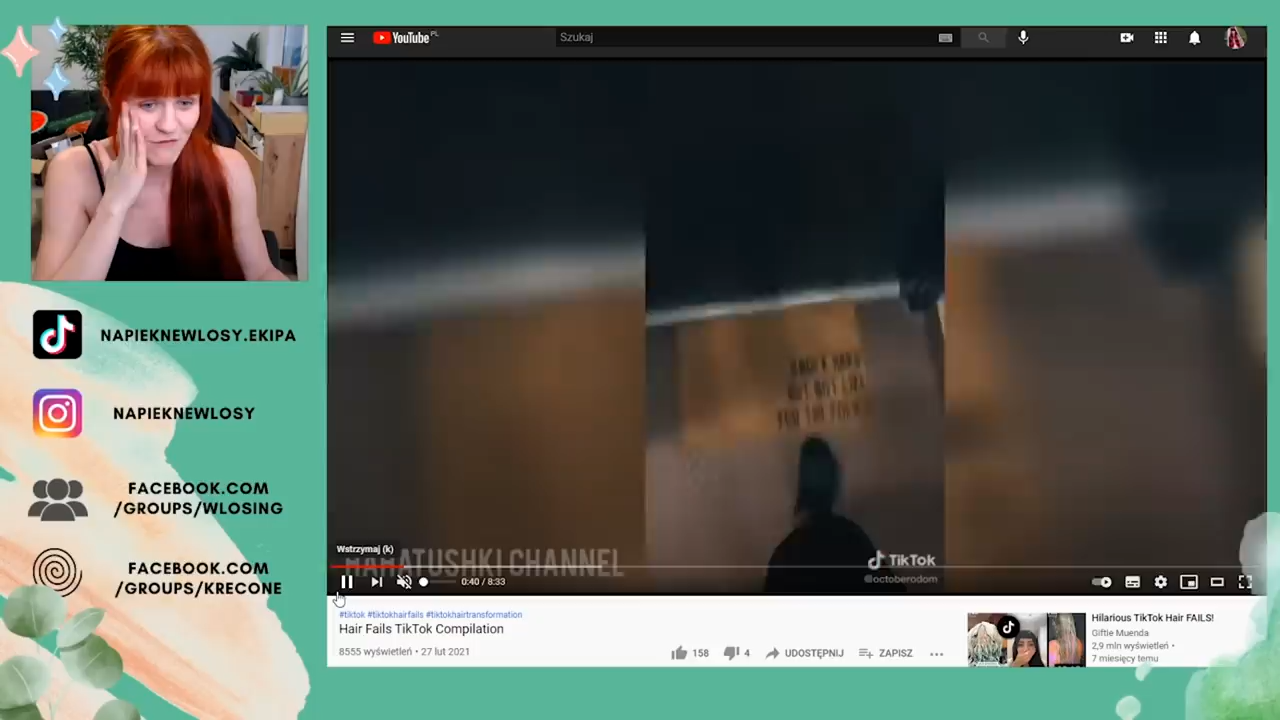 YouTube PL
Szukaj
NAPIEKNEWLOSY.EKIPA
NAPIEKNEWLOSY
FACEBOOK.COM
/GROUPS/WLOSING
FACEBOOK.COM
/GROUPS/KRECONE
Wstrzymaj (k)
HAHATUSHKI CHANNEL
TikTok
@octoberodom
0:40 / 8:33
#tiktok #tiktokhairfails #tiktokhairtransformation
Hair Fails TikTok Compilation
8555 wyświetleń • 27 lut 2021
158
4
UDOSTĘPNIJ
ZAPISZ
Hilarious TikTok Hair FAILS!
Giftie Muenda
2,9 mln wyświetleń •
7 miesięcy temu